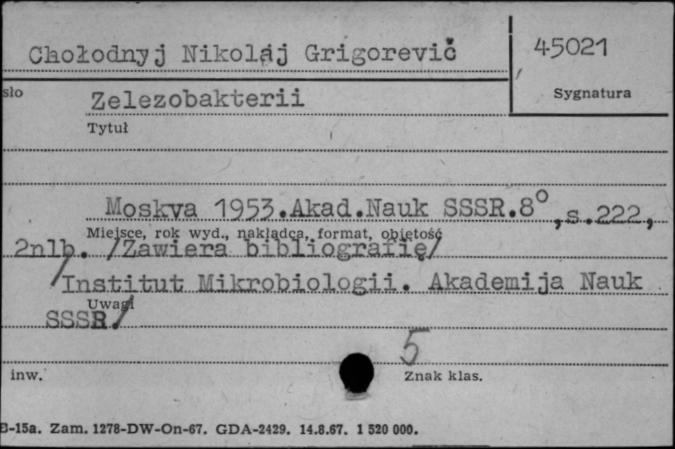 Chołodnyj Nikołaj Grigorevič
45021
sło
Zelezobakterii
Sygnatura
Tytuł
Moskva 1953.Akad.Nauk SSSR.8°,s.222,
Miejsce, rok wyd., nakładca, format, objętość
2nlb. /Zawiera bibliografię/
/Institut Mikrobiologii. Akademija Nauk
Uwagi
SSSR/
5
inw.
Znak klas.
B-15a. Zam. 1278-DW-On-67. GDA-2429. 14.8.67. 1 520 000.